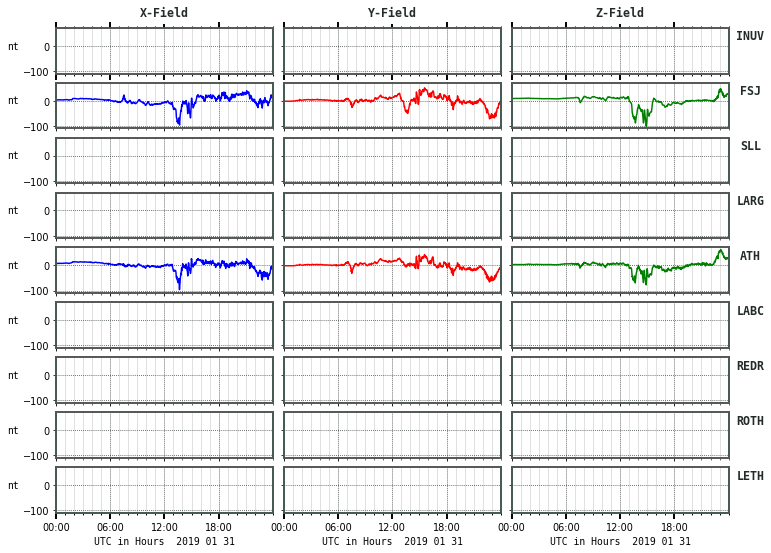 X-Field Y-Field Z-Field
INUV
nt 0
−100
FSJ
nt 0
−100
SLL
nt 0
−100
LARG
nt 0
−100
ATH
nt 0
−100
LABC
nt 0
−100
REDR
nt 0
−100
ROTH
nt 0
−100
LETH
nt 0
−100
00:00 06:00 12:00 18:00 00:00 06:00 12:00 18:00 00:00 06:00 12:00 18:00
UTC in Hours 2019 01 31 UTC in Hours 2019 01 31 UTC in Hours 2019 01 31